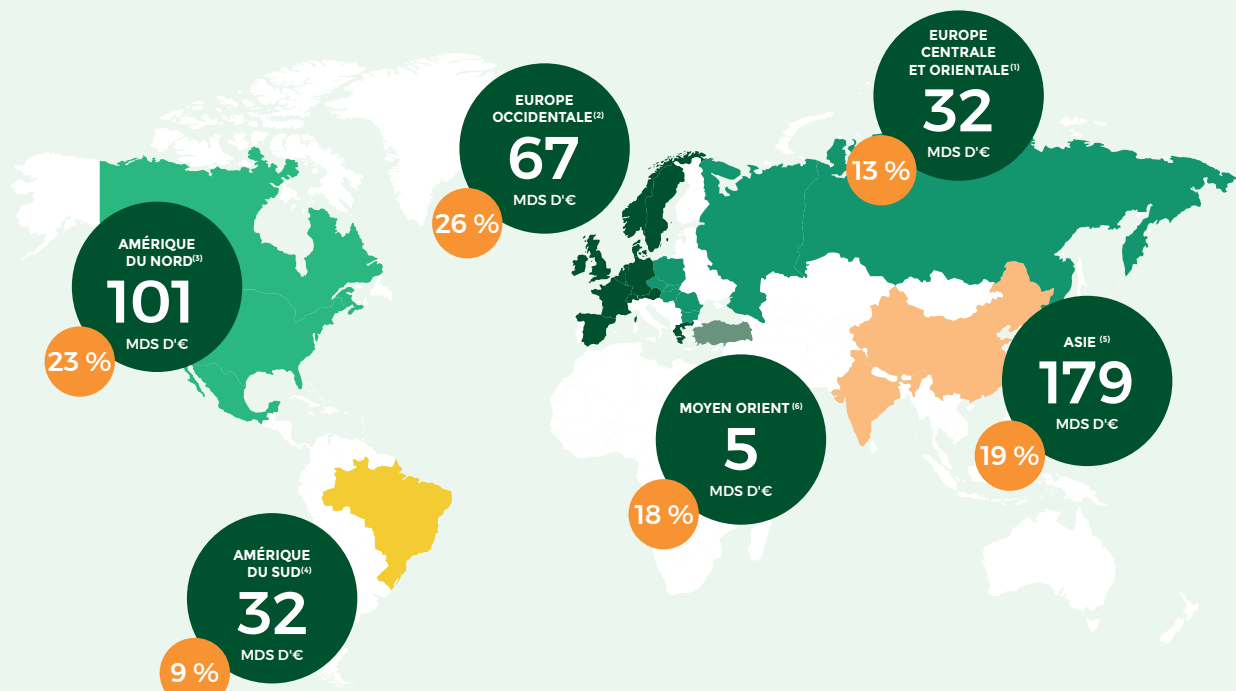 EUROPE
CENTRALE
ET ORIENTALE(1)
32
MDS D'€
13 %
EUROPE
OCCIDENTALE(2)
67
MDS D'€
26 %
AMÉRIQUE
DU NORD(3)
101
MDS D'€
23 %
ASIE (5)
179
MDS D'€
19 %
MOYEN ORIENT (6)
5
MDS D'€
18 %
AMÉRIQUE
DU SUD(4)
32
MDS D'€
9 %